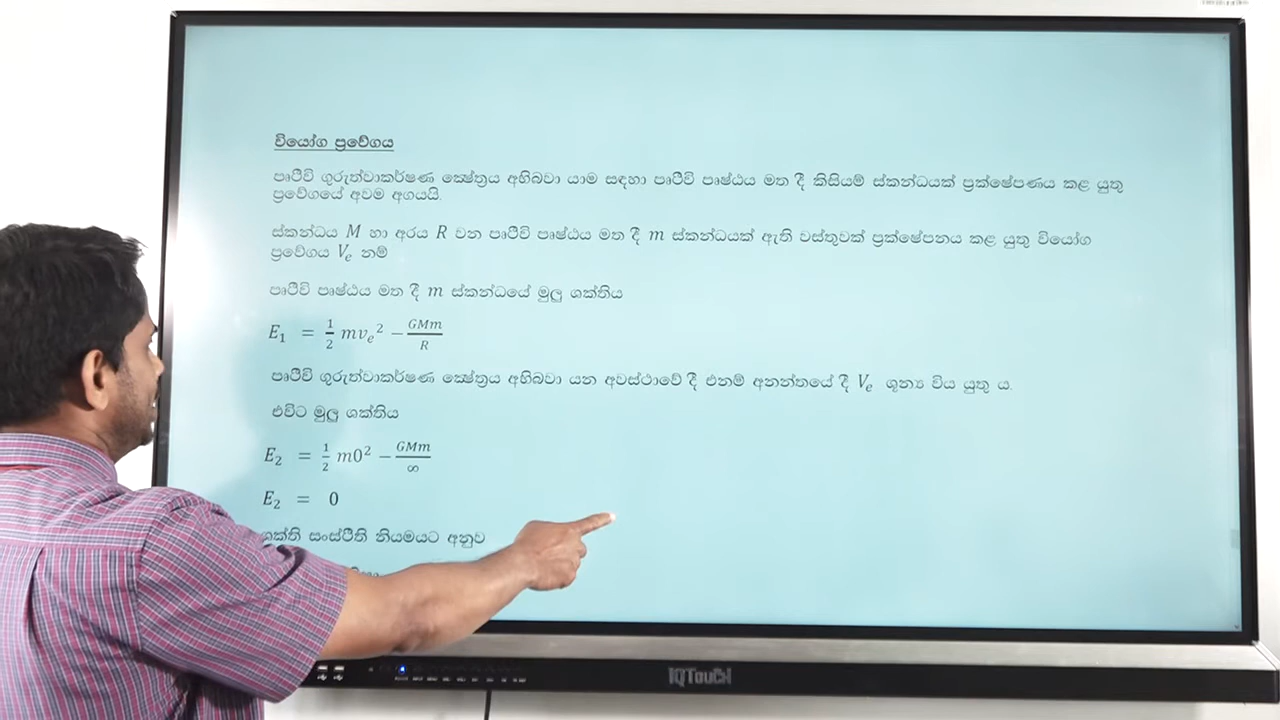 වියෝග ප්‍රවේගය
පෘථිවි ගුරුත්වාකර්ෂණ ක්ෂේත්‍රය අභිබවා යාම සඳහා පෘථිවි පෘෂ්ඨය මත දී කිසියම් ස්කන්ධයක් ප්‍රක්ෂේපණය කළ යුතු
ප්‍රවේගයේ අවම අගයයි.
ස්කන්ධය M හා අරය R වන පෘථිවි පෘෂ්ඨය මත දී m ස්කන්ධයක් ඇති වස්තුවක් ප්‍රක්ෂේපනය කළ යුතු වියෝග
ප්‍රවේගය Vₑ නම්
පෘථිවි පෘෂ්ඨය මත දී m ස්කන්ධයේ මුලු ශක්තිය
E₁ = ½ mvₑ² − GMm/R
පෘථිවි ගුරුත්වාකර්ෂණ ක්ෂේත්‍රය අභිබවා යන අවස්ථාවේ දී එනම් අනන්තයේ දී Vₑ ශුන්‍ය විය යුතු ය.
එවිට මුලු ශක්තිය
E₂ = ½ m0² − GMm/∞
E₂ = 0
ශක්ති සංස්ථිති නියමයට අනුව
IQTouch